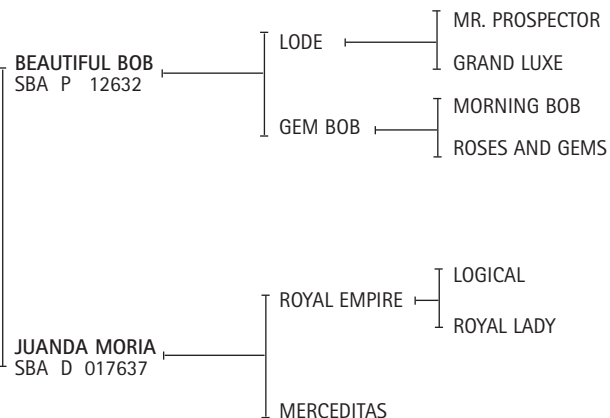 MR. PROSPECTOR
LODE
GRAND LUXE
BEAUTIFUL BOB
SBA P 12632
MORNING BOB
GEM BOB
ROSES AND GEMS
LOGICAL
ROYAL EMPIRE
ROYAL LADY
JUANDA MORIA
SBA D 017637
MERCEDITAS